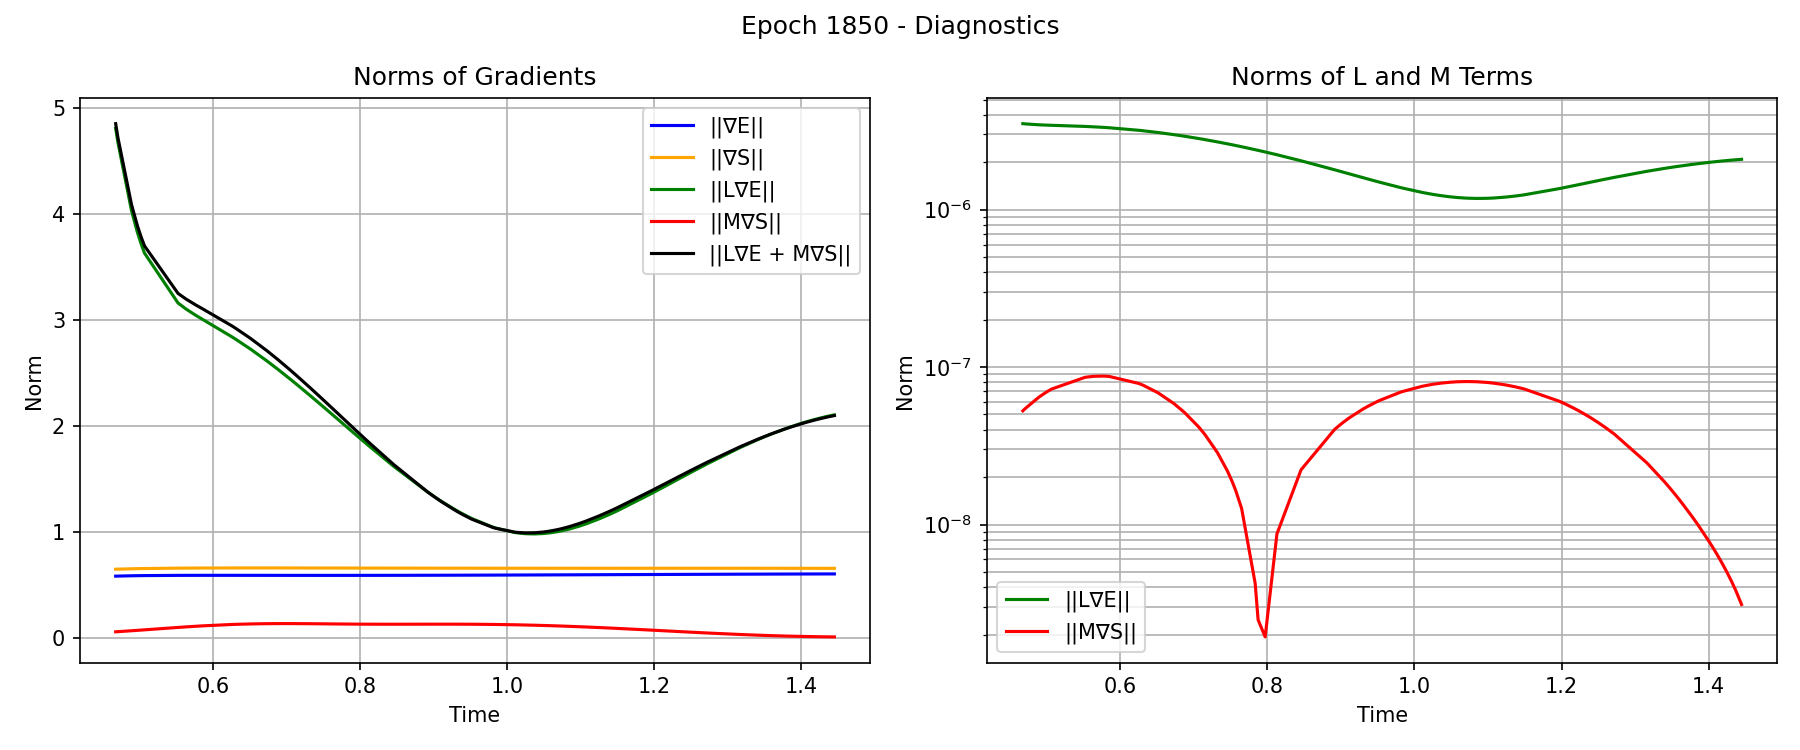 Epoch 1850 - Diagnostics
Norms of Gradients
5
4
3
2
1
0
Norm
||∇E||
||∇S||
||L∇E||
||M∇S||
||L∇E + M∇S||
0.6 0.8 1.0 1.2 1.4
Time
Norms of L and M Terms
10⁻⁶
10⁻⁷
10⁻⁸
Norm
||L∇E||
||M∇S||
0.6 0.8 1.0 1.2 1.4
Time